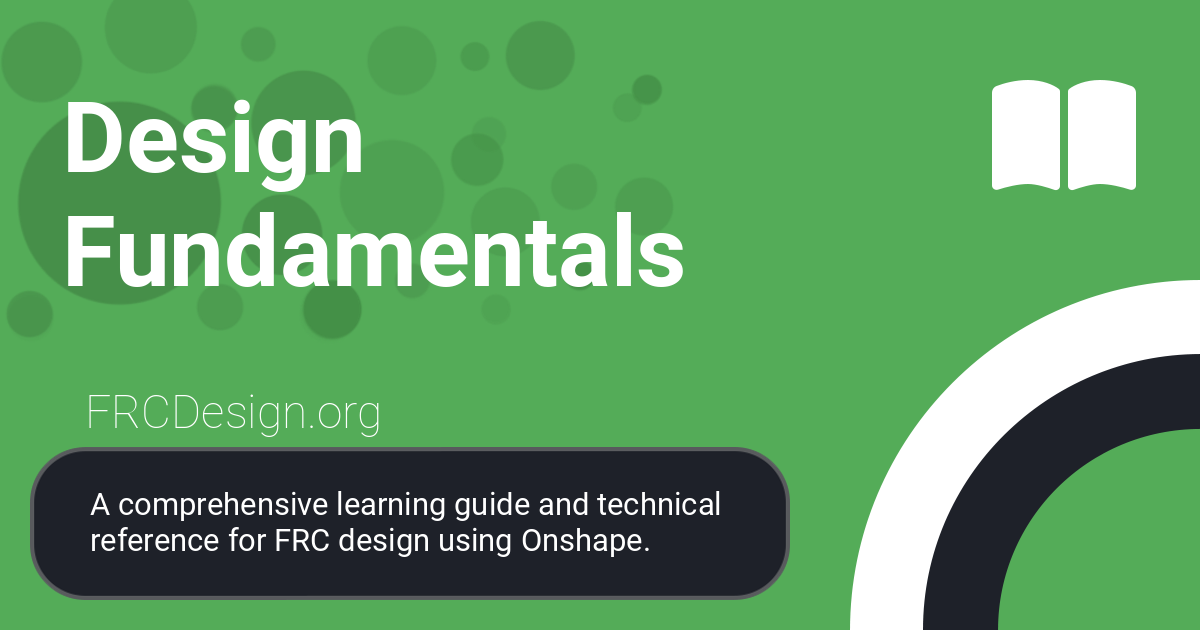 Design
Fundamentals
FRCDesign.org
A comprehensive learning guide and technical
reference for FRC design using Onshape.